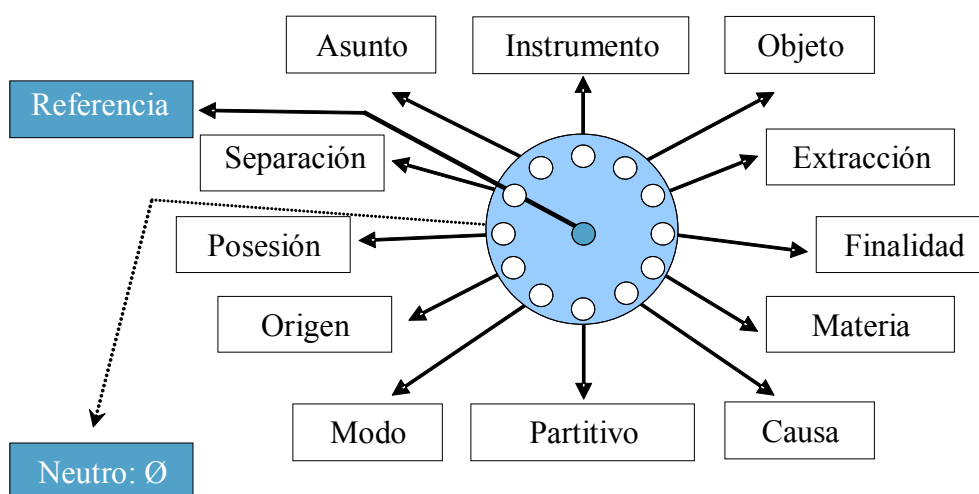 Asunto
Instrumento
Objeto
Referencia
Separación
Extracción
Posesión
Finalidad
Origen
Materia
Modo
Partitivo
Causa
Neutro: Ø